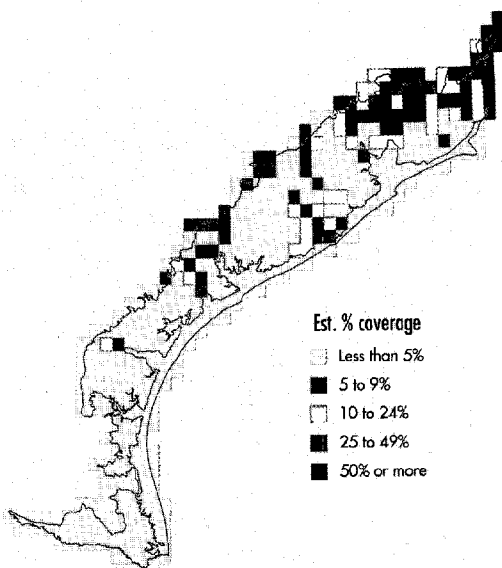 Est. % coverage
Less than 5%
5 to 9%
10 to 24%
25 to 49%
50% or more